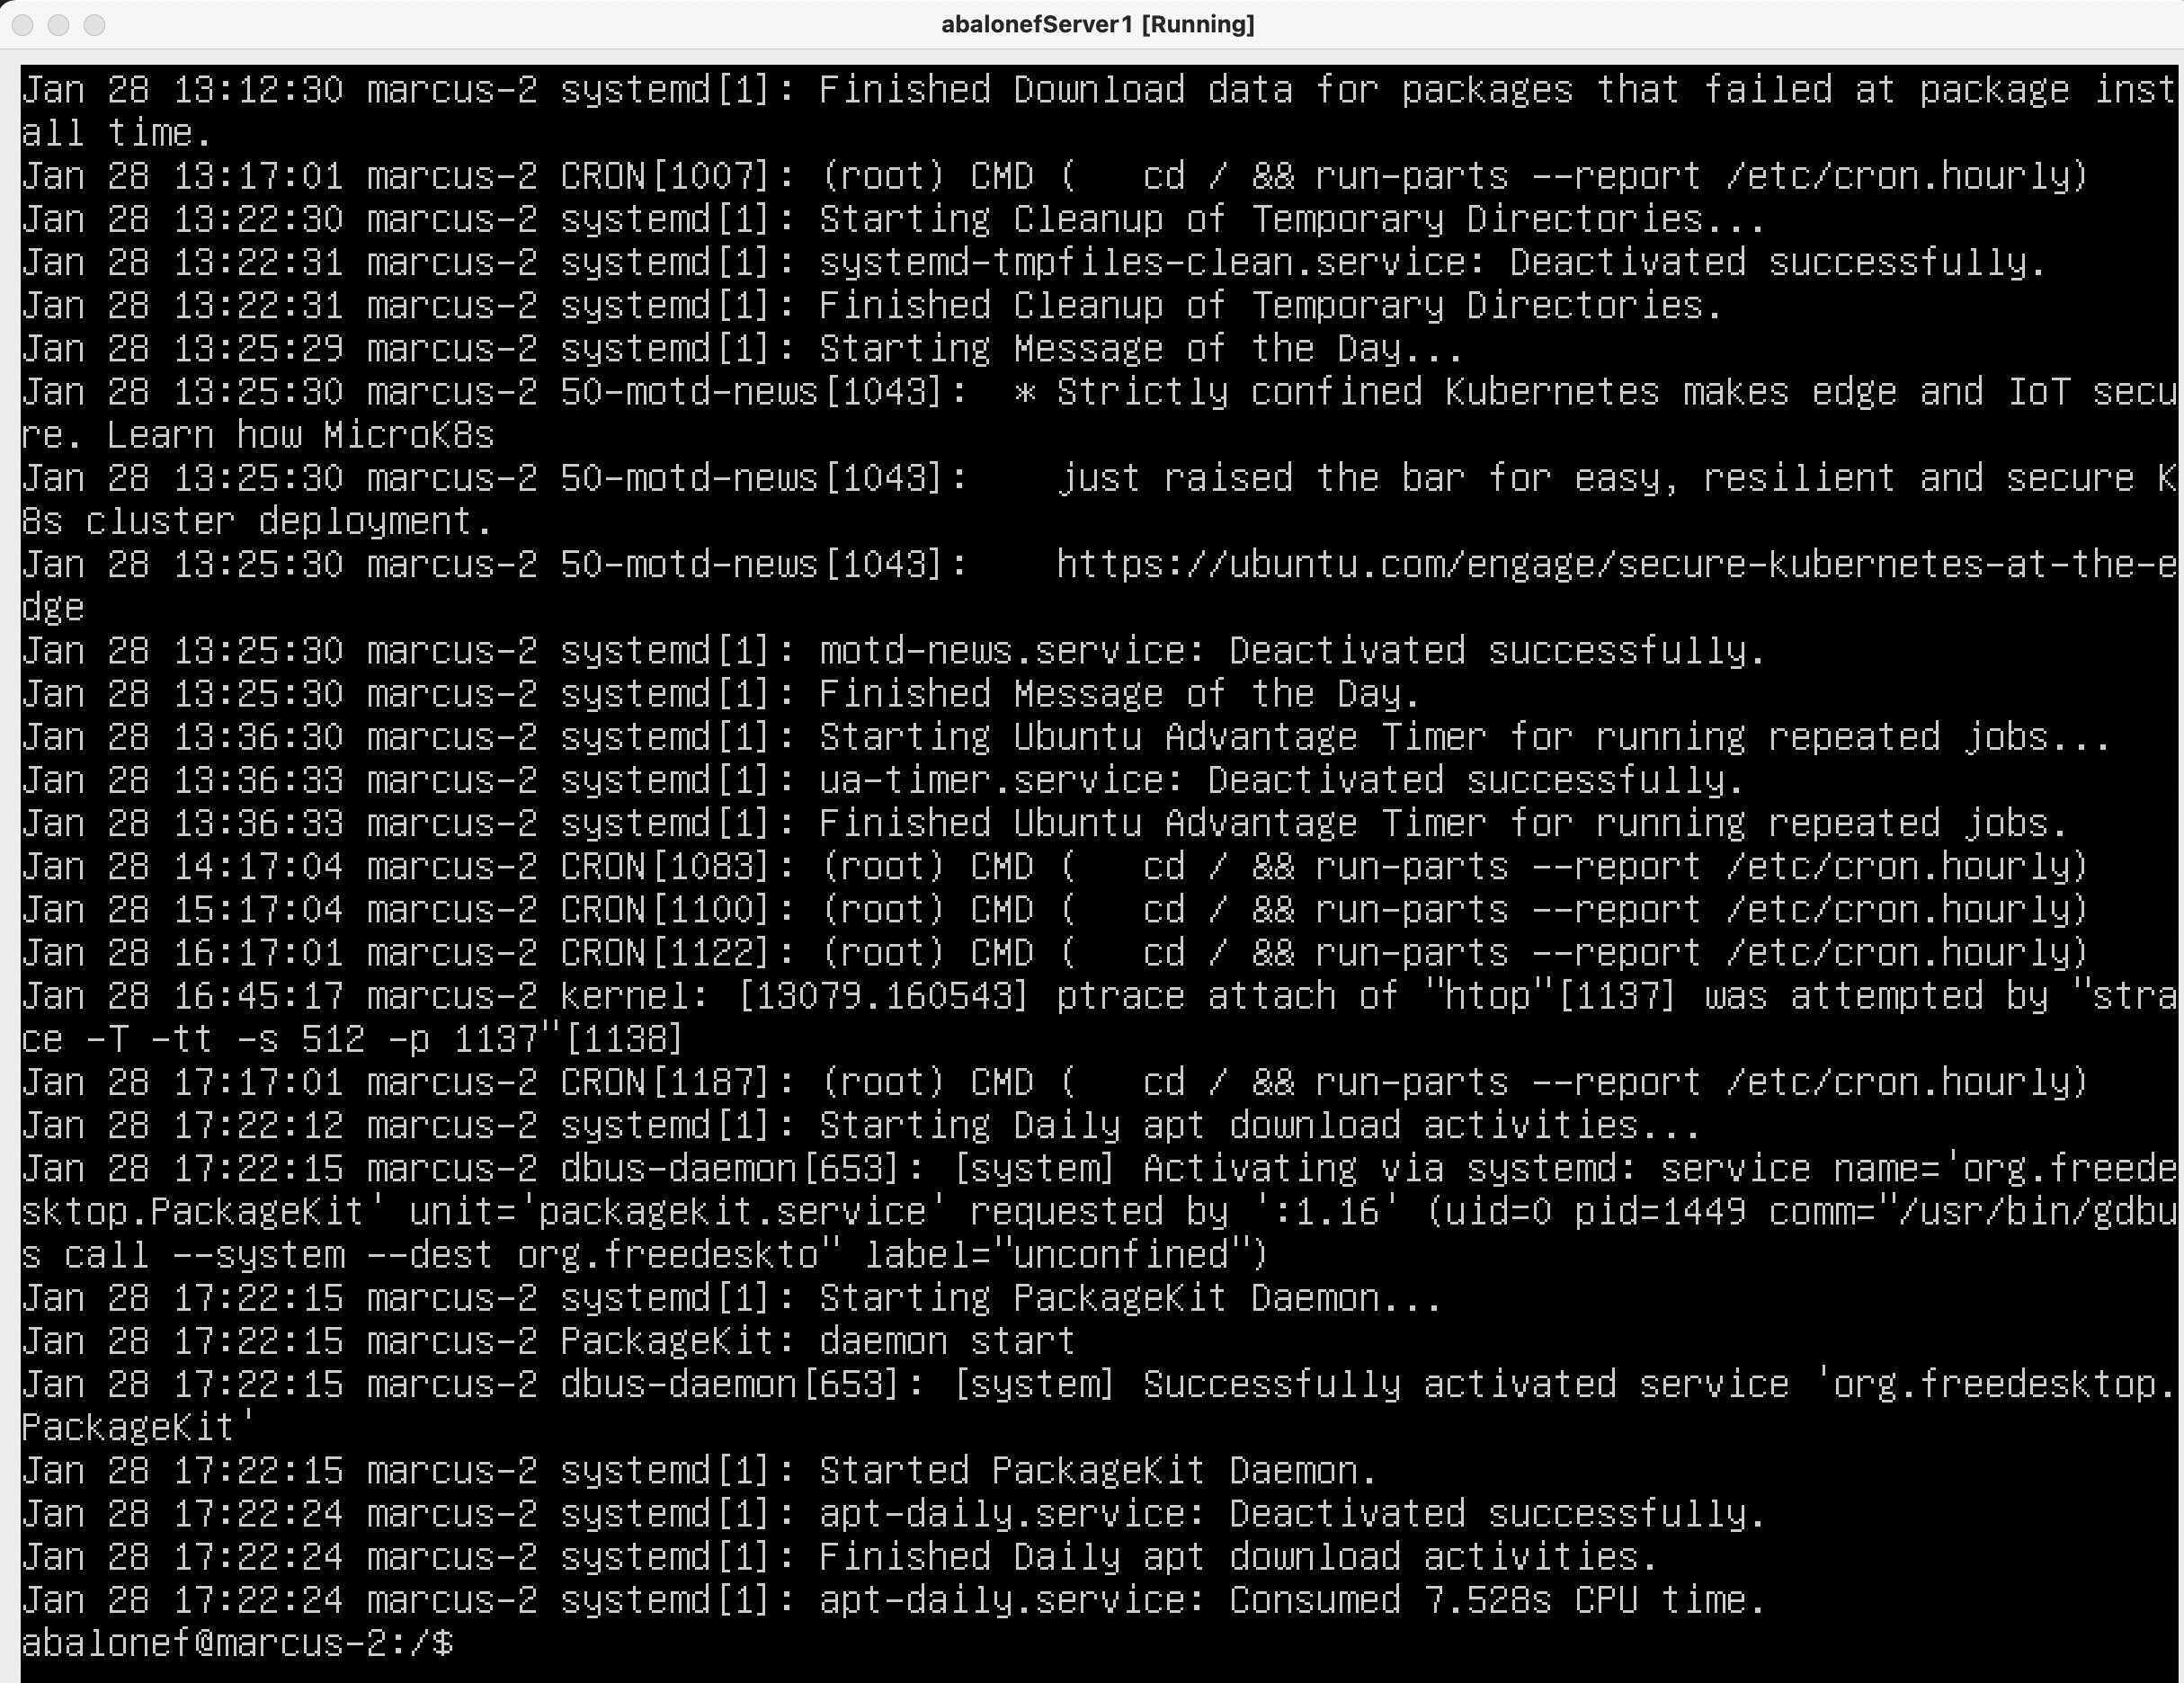 abalonefServer1 [Running]
Jan 28 13:12:30 marcus-2 systemd[1]: Finished Download data for packages that failed at package inst
all time.
Jan 28 13:17:01 marcus-2 CRON[1007]: (root) CMD (   cd / && run-parts --report /etc/cron.hourly)
Jan 28 13:22:30 marcus-2 systemd[1]: Starting Cleanup of Temporary Directories...
Jan 28 13:22:31 marcus-2 systemd[1]: systemd-tmpfiles-clean.service: Deactivated successfully.
Jan 28 13:22:31 marcus-2 systemd[1]: Finished Cleanup of Temporary Directories.
Jan 28 13:25:29 marcus-2 systemd[1]: Starting Message of the Day...
Jan 28 13:25:30 marcus-2 50-motd-news[1043]:  * Strictly confined Kubernetes makes edge and IoT secu
re. Learn how MicroK8s
Jan 28 13:25:30 marcus-2 50-motd-news[1043]:    just raised the bar for easy, resilient and secure K
8s cluster deployment.
Jan 28 13:25:30 marcus-2 50-motd-news[1043]:    https://ubuntu.com/engage/secure-kubernetes-at-the-e
dge
Jan 28 13:25:30 marcus-2 systemd[1]: motd-news.service: Deactivated successfully.
Jan 28 13:25:30 marcus-2 systemd[1]: Finished Message of the Day.
Jan 28 13:36:30 marcus-2 systemd[1]: Starting Ubuntu Advantage Timer for running repeated jobs...
Jan 28 13:36:33 marcus-2 systemd[1]: ua-timer.service: Deactivated successfully.
Jan 28 13:36:33 marcus-2 systemd[1]: Finished Ubuntu Advantage Timer for running repeated jobs.
Jan 28 14:17:04 marcus-2 CRON[1083]: (root) CMD (   cd / && run-parts --report /etc/cron.hourly)
Jan 28 15:17:04 marcus-2 CRON[1100]: (root) CMD (   cd / && run-parts --report /etc/cron.hourly)
Jan 28 16:17:01 marcus-2 CRON[1122]: (root) CMD (   cd / && run-parts --report /etc/cron.hourly)
Jan 28 16:45:17 marcus-2 kernel: [13079.160543] ptrace attach of "htop"[1137] was attempted by "stra
ce -T -tt -s 512 -p 1137"[1138]
Jan 28 17:17:01 marcus-2 CRON[1187]: (root) CMD (   cd / && run-parts --report /etc/cron.hourly)
Jan 28 17:22:12 marcus-2 systemd[1]: Starting Daily apt download activities...
Jan 28 17:22:15 marcus-2 dbus-daemon[653]: [system] Activating via systemd: service name='org.freede
sktop.PackageKit' unit='packagekit.service' requested by ':1.16' (uid=0 pid=1449 comm="/usr/bin/gdbu
s call --system --dest org.freedeskto" label="unconfined")
Jan 28 17:22:15 marcus-2 systemd[1]: Starting PackageKit Daemon...
Jan 28 17:22:15 marcus-2 PackageKit: daemon start
Jan 28 17:22:15 marcus-2 dbus-daemon[653]: [system] Successfully activated service 'org.freedesktop.
PackageKit'
Jan 28 17:22:15 marcus-2 systemd[1]: Started PackageKit Daemon.
Jan 28 17:22:24 marcus-2 systemd[1]: apt-daily.service: Deactivated successfully.
Jan 28 17:22:24 marcus-2 systemd[1]: Finished Daily apt download activities.
Jan 28 17:22:24 marcus-2 systemd[1]: apt-daily.service: Consumed 7.528s CPU time.
abalonef@marcus-2:/$